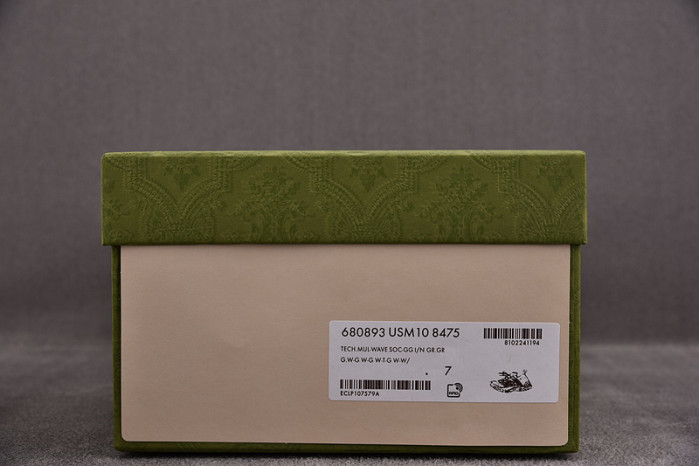 680893 USM10 8475
8102241194
TECH.MUL-WAVE SOC-GG I/N GR.GR
G.W-G W-G W-T-G W-W/
. 7
ECLP107579A